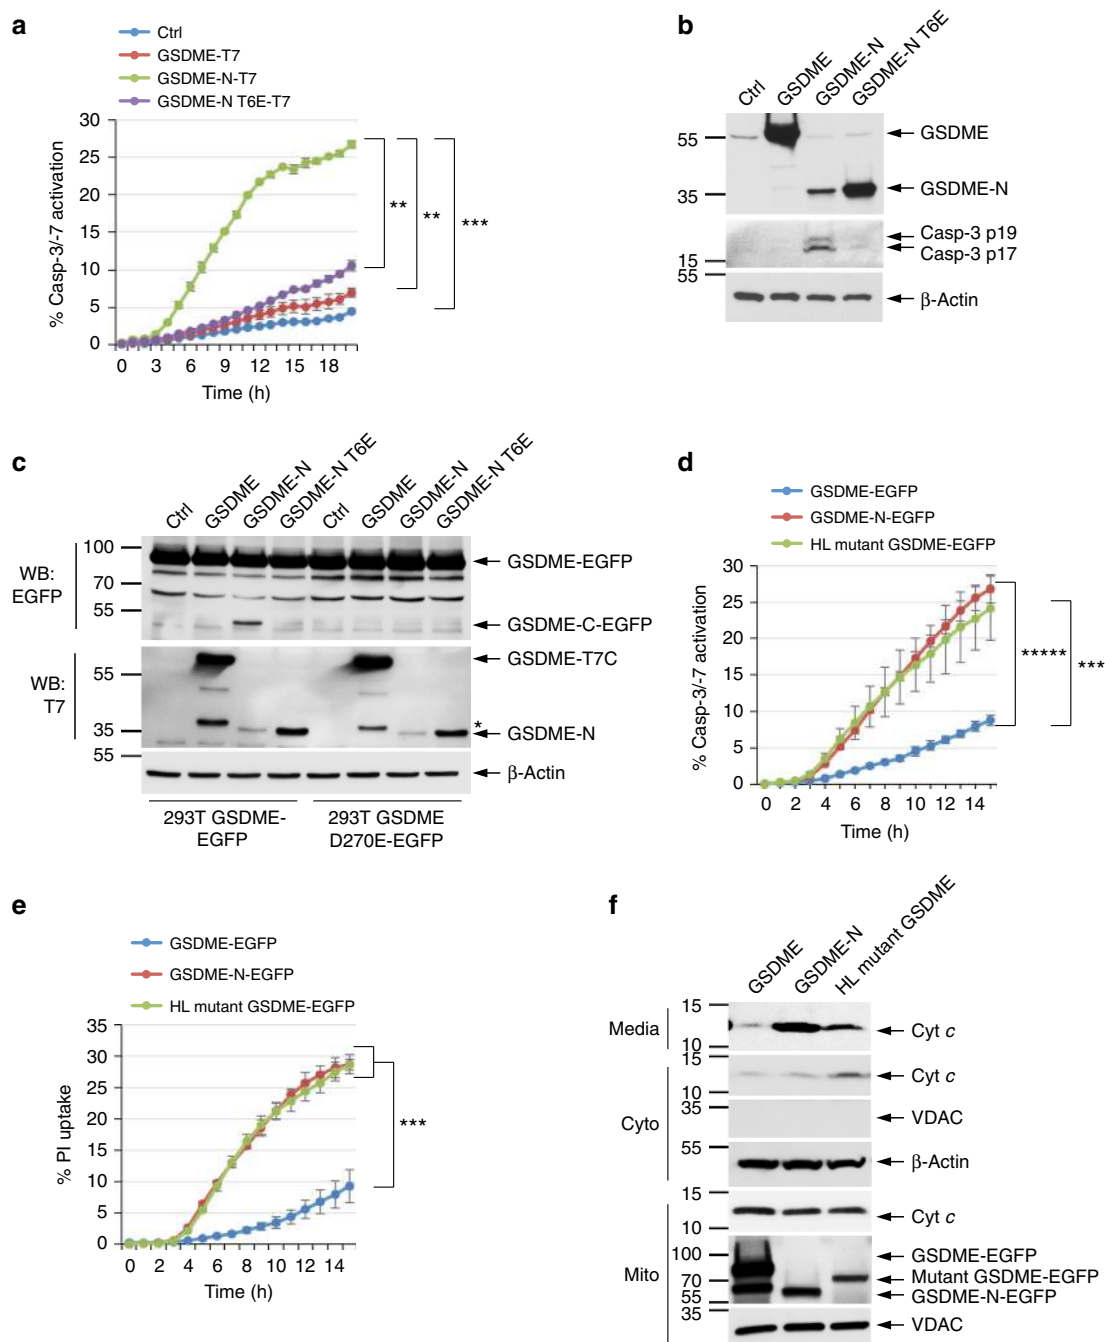 a
Ctrl
GSDME-T7
GSDME-N-T7
GSDME-N T6E-T7
% Casp-3/-7 activation
30
25
20
15
10
5
0
0 3 6 9 12 15 18
Time (h)
**
**
***
b
Ctrl
GSDME
GSDME-N
GSDME-N T6E
55
35
15
55
GSDME
GSDME-N
Casp-3 p19
Casp-3 p17
β-Actin
c
Ctrl
GSDME
GSDME-N
GSDME-N T6E
Ctrl
GSDME
GSDME-N
GSDME-N T6E
WB:
EGFP
100
70
55
GSDME-EGFP
GSDME-C-EGFP
WB:
T7
55
35
55
GSDME-T7C
*
GSDME-N
β-Actin
293T GSDME-
EGFP
293T GSDME
D270E-EGFP
d
GSDME-EGFP
GSDME-N-EGFP
HL mutant GSDME-EGFP
% Casp-3/-7 activation
30
25
20
15
10
5
0
0 2 4 6 8 10 12 14
Time (h)
*****
***
e
GSDME-EGFP
GSDME-N-EGFP
HL mutant GSDME-EGFP
% PI uptake
35
30
25
20
15
10
5
0
0 2 4 6 8 10 12 14
Time (h)
***
f
GSDME
GSDME-N
HL mutant GSDME
Media
15
10
Cyt c
Cyto
15
10
Cyt c
35
VDAC
55
β-Actin
Mito
15
10
Cyt c
100
70
55
GSDME-EGFP
Mutant GSDME-EGFP
GSDME-N-EGFP
35
VDAC